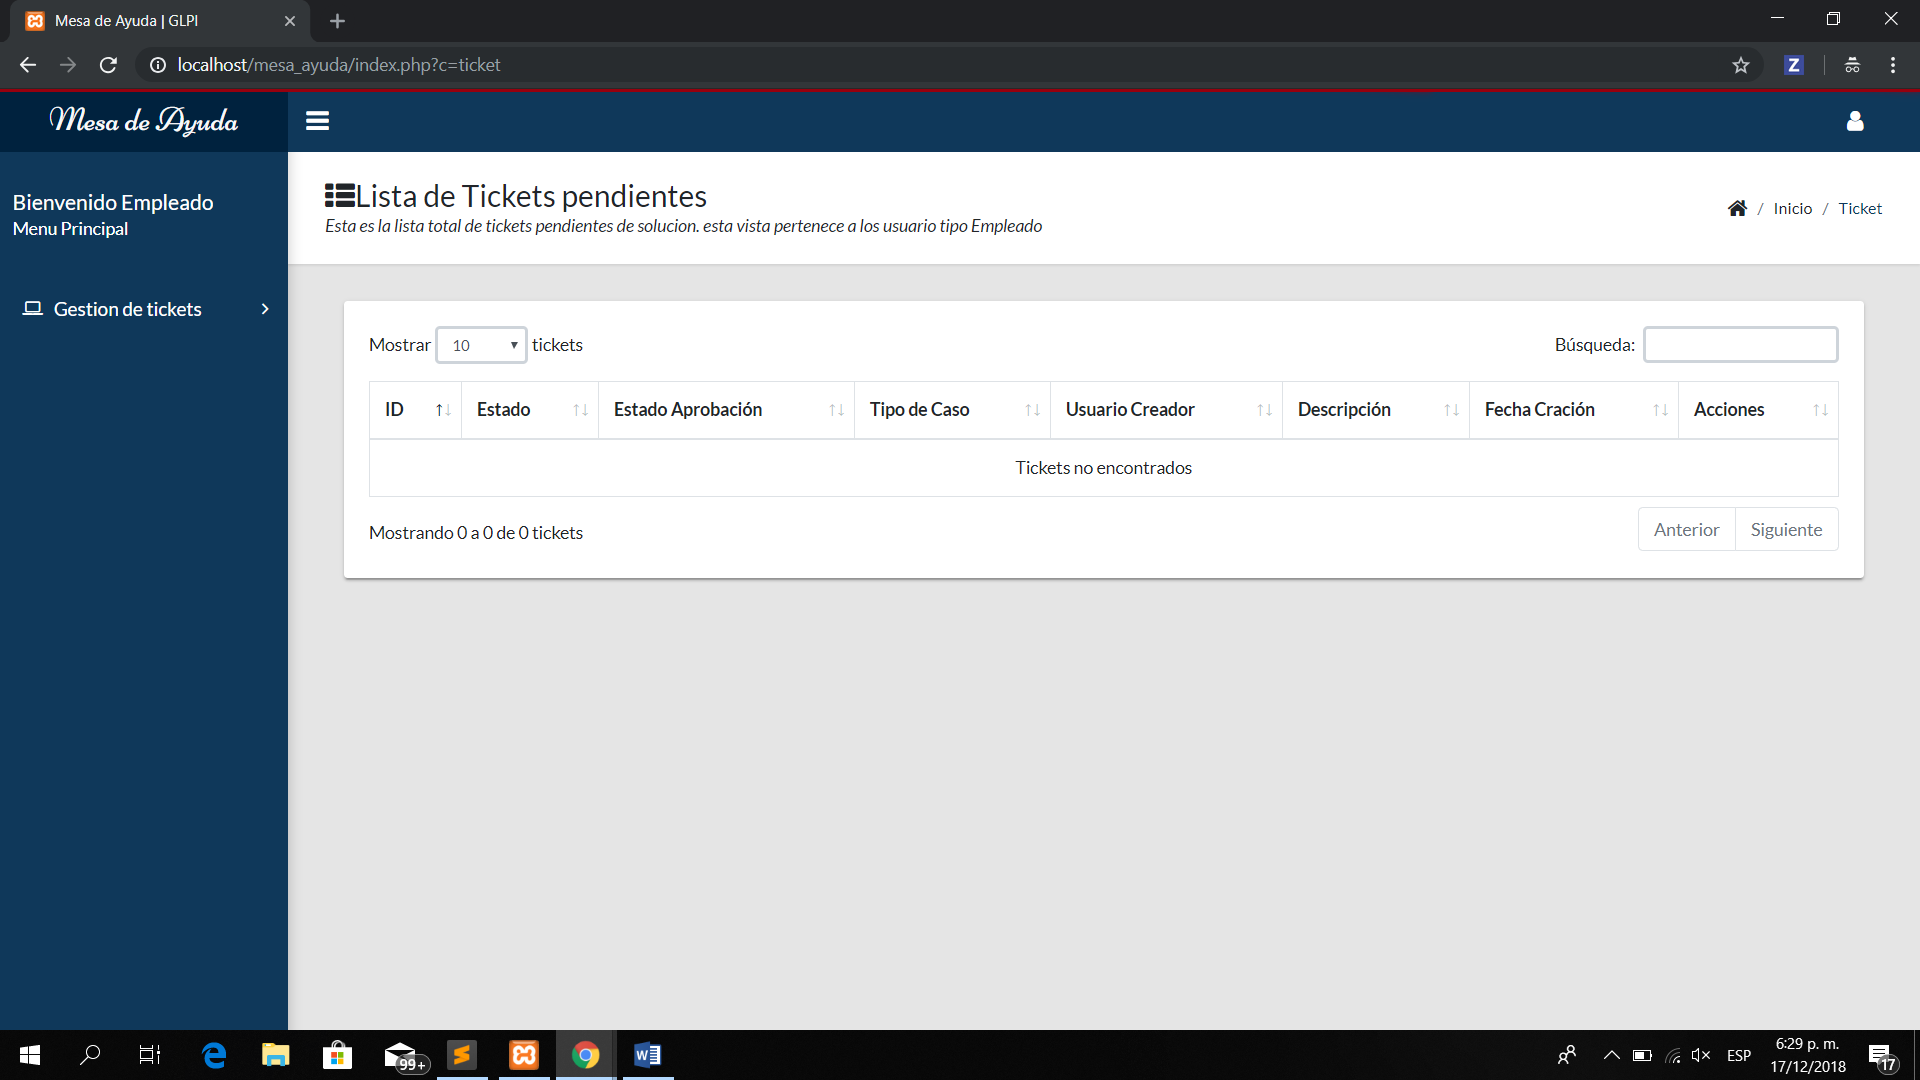 Mesa de Ayuda | GLPI
localhost/mesa_ayuda/index.php?c=ticket
Z
Mesa de Ayuda
Bienvenido Empleado
Menu Principal
Gestion de tickets
Lista de Tickets pendientes
Esta es la lista total de tickets pendientes de solucion. esta vista pertenece a los usuario tipo Empleado
/ Inicio / Ticket
Mostrar 10 tickets
Búsqueda:
ID Estado Estado Aprobación Tipo de Caso Usuario Creador Descripción Fecha Cración Acciones
Tickets no encontrados
Mostrando 0 a 0 de 0 tickets
Anterior Siguiente
99+
W
ESP
6:29 p. m.
17/12/2018
17